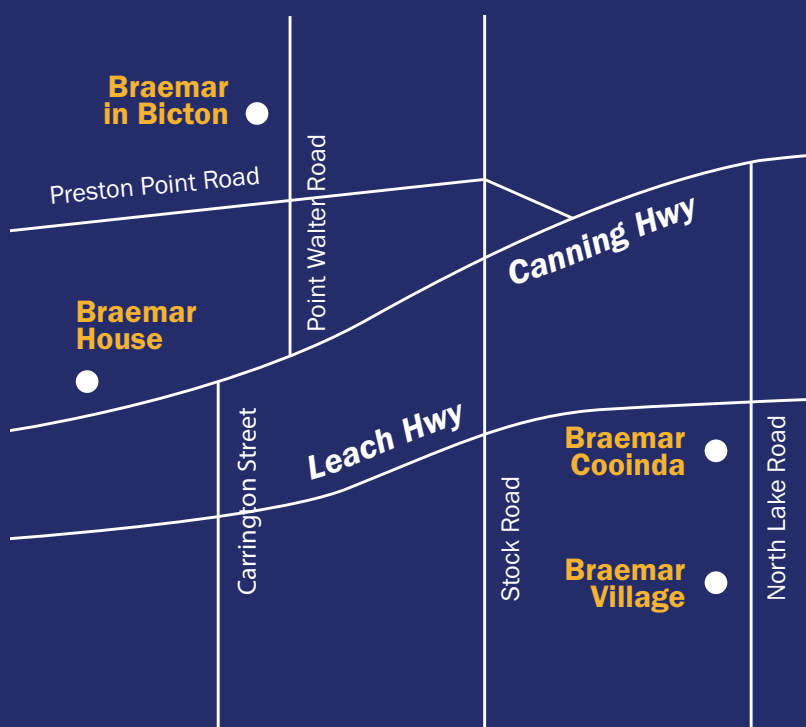 Braemar
in Bicton
Preston Point Road
Point Walter Road
Canning Hwy
Braemar
House
Carrington Street
Leach Hwy
Stock Road
Braemar
Cooinda
North Lake Road
Braemar
Village